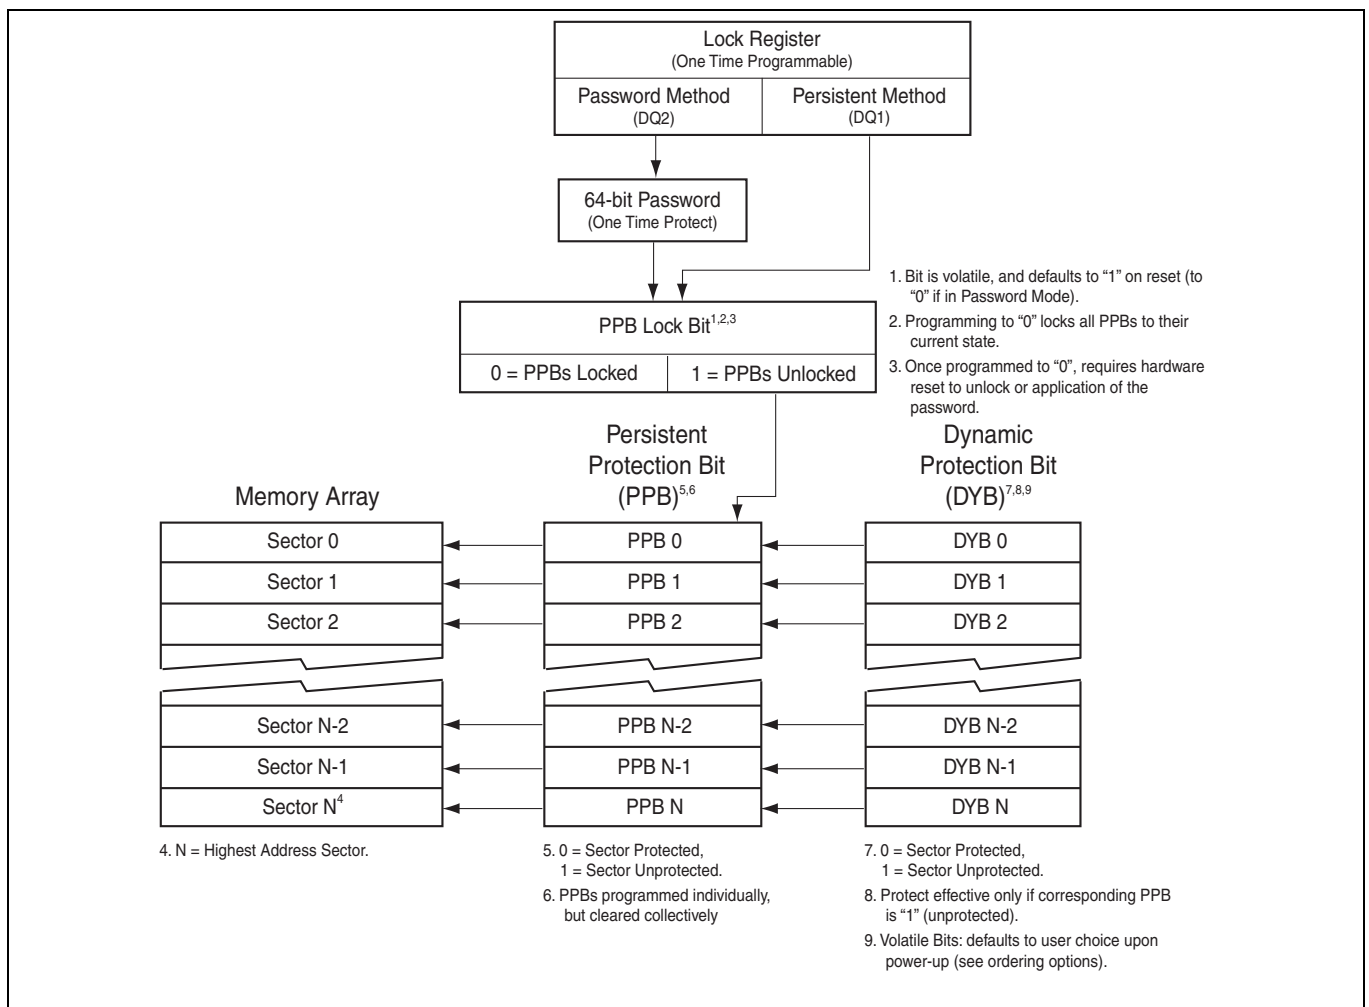 Lock Register
(One Time Programmable)
Password Method
(DQ2)
Persistent Method
(DQ1)
64-bit Password
(One Time Protect)
PPB Lock Bit1,2,3
0 = PPBs Locked
1 = PPBs Unlocked
1. Bit is volatile, and defaults to “1” on reset (to
“0” if in Password Mode).
2. Programming to “0” locks all PPBs to their
current state.
3. Once programmed to “0”, requires hardware
reset to unlock or application of the
password.
Memory Array
Persistent
Protection Bit
(PPB)5,6
Dynamic
Protection Bit
(DYB)7,8,9
Sector 0
PPB 0
DYB 0
Sector 1
PPB 1
DYB 1
Sector 2
PPB 2
DYB 2
Sector N-2
PPB N-2
DYB N-2
Sector N-1
PPB N-1
DYB N-1
Sector N4
PPB N
DYB N
4. N = Highest Address Sector.
5. 0 = Sector Protected,
1 = Sector Unprotected.
6. PPBs programmed individually,
but cleared collectively
7. 0 = Sector Protected,
1 = Sector Unprotected.
8. Protect effective only if corresponding PPB
is “1” (unprotected).
9. Volatile Bits: defaults to user choice upon
power-up (see ordering options).